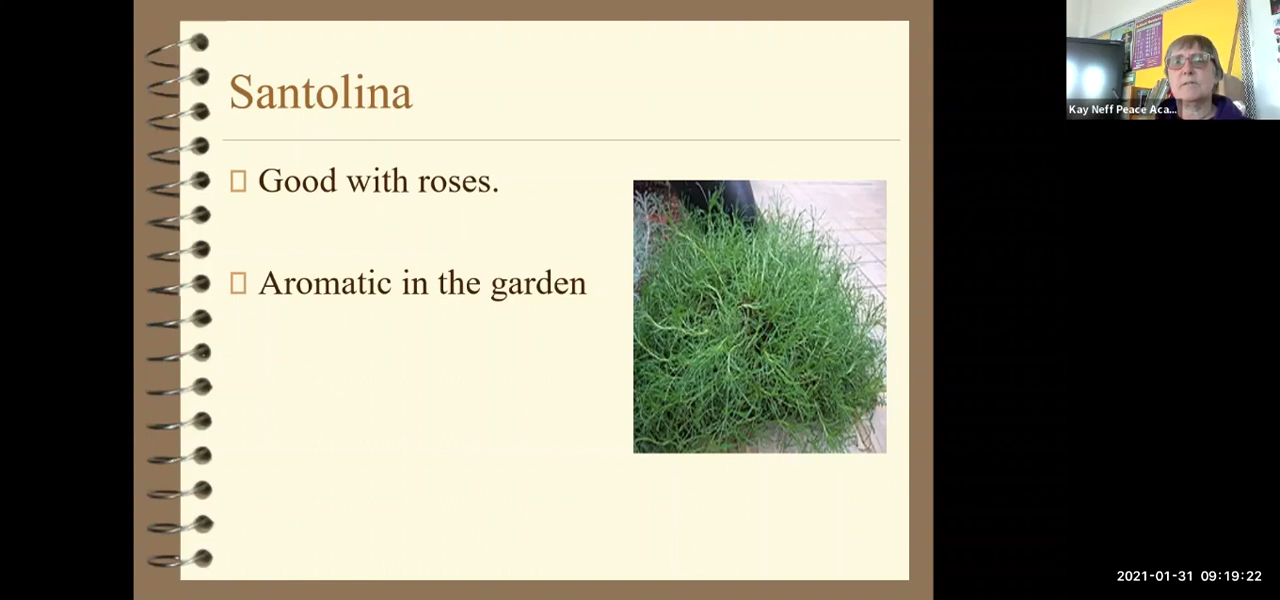 Santolina
Good with roses.
Aromatic in the garden
Kay Neff Peace Aca...
2021-01-31 09:19:22